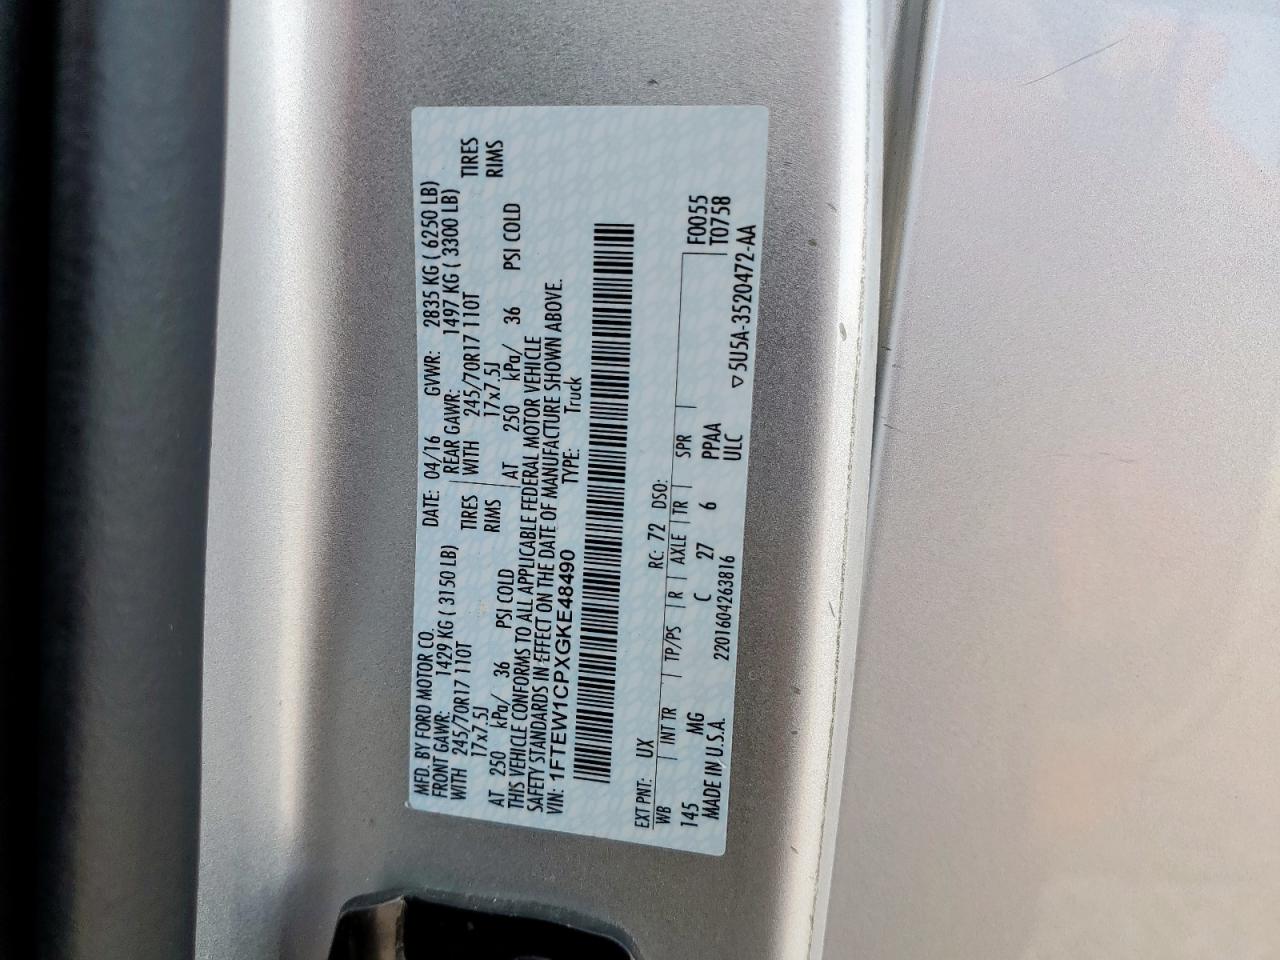 MFD. BY FORD MOTOR CO.
DATE: 04/16 GVWR: 2835 KG ( 6250 LB)
FRONT GAWR: 1429 KG ( 3150 LB) REAR GAWR: 1497 KG ( 3300 LB)
WITH 245/70R17 110T TIRES WITH 245/70R17 110T TIRES
17x7.5J RIMS 17x7.5J RIMS
AT 250 kPa/ 36 PSI COLD AT 250 kPa/ 36 PSI COLD
THIS VEHICLE CONFORMS TO ALL APPLICABLE FEDERAL MOTOR VEHICLE
SAFETY STANDARDS IN EFFECT ON THE DATE OF MANUFACTURE SHOWN ABOVE.
VIN: 1FTEW1CPXGKE48490 TYPE: Truck
EXT PNT: UX RC: 72 DSO:
WB INT TR TP/PS R AXLE TR SPR F0055
145 MG C 27 6 PPAA T0758
MADE IN U.S.A. 2201604263816 ULC
▽5U5A-3520472-AA